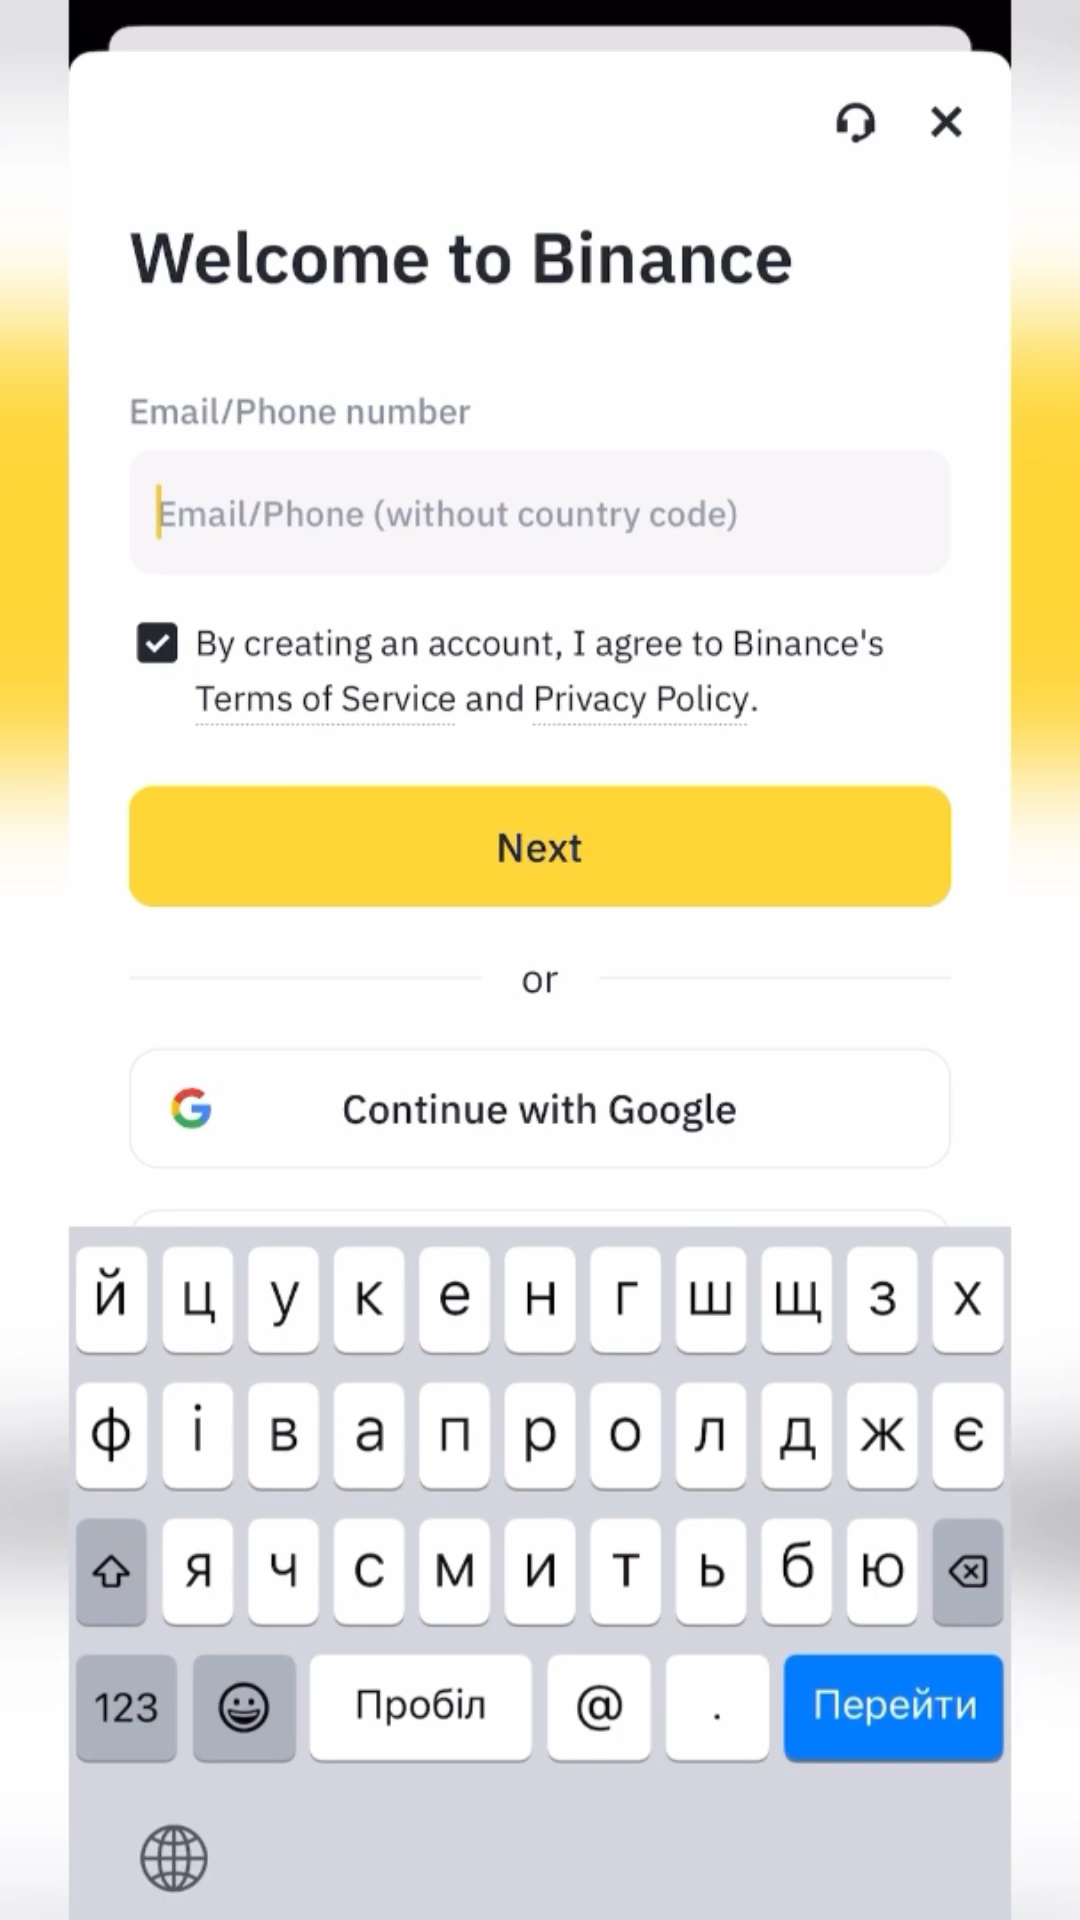 Welcome to Binance
Email/Phone number
Email/Phone (without country code)
By creating an account, I agree to Binance's
Terms of Service and Privacy Policy.
Next
or
Continue with Google
й ц у к е н г ш щ з х
ф і в а п р о л д ж є
я ч с м и т ь б ю
123 Пробіл @ . Перейти